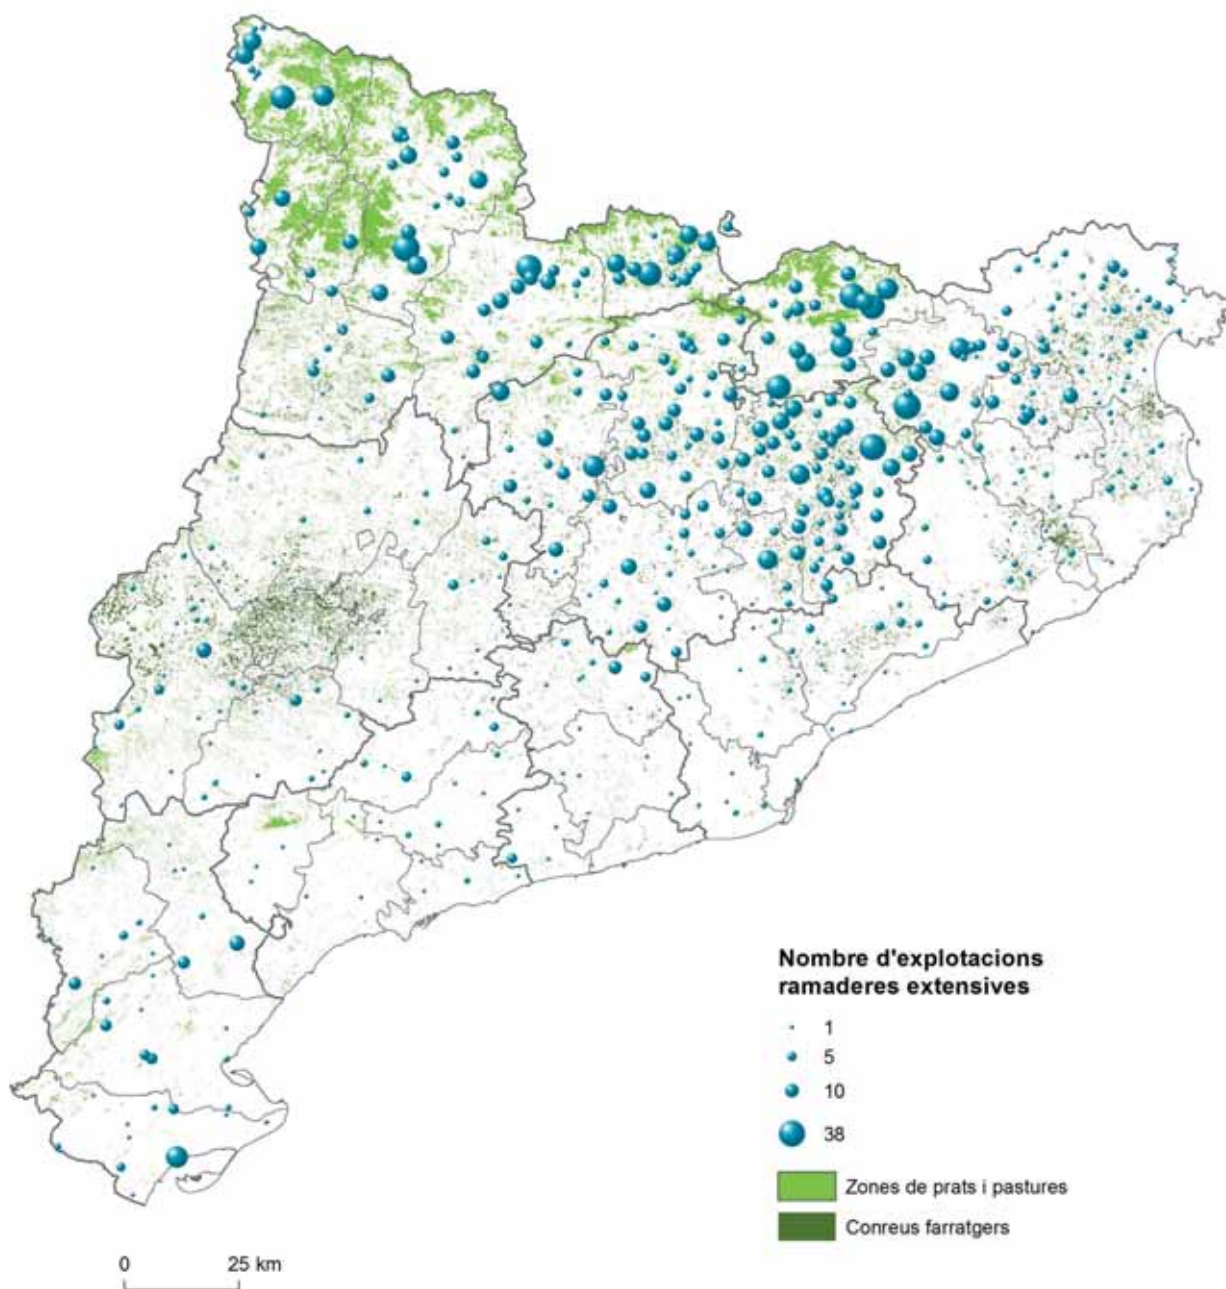 Nombre d'explotacions
ramaderes extensives
1
5
10
38
Zones de prats i pastures
Conreus farratgers
0 25 km